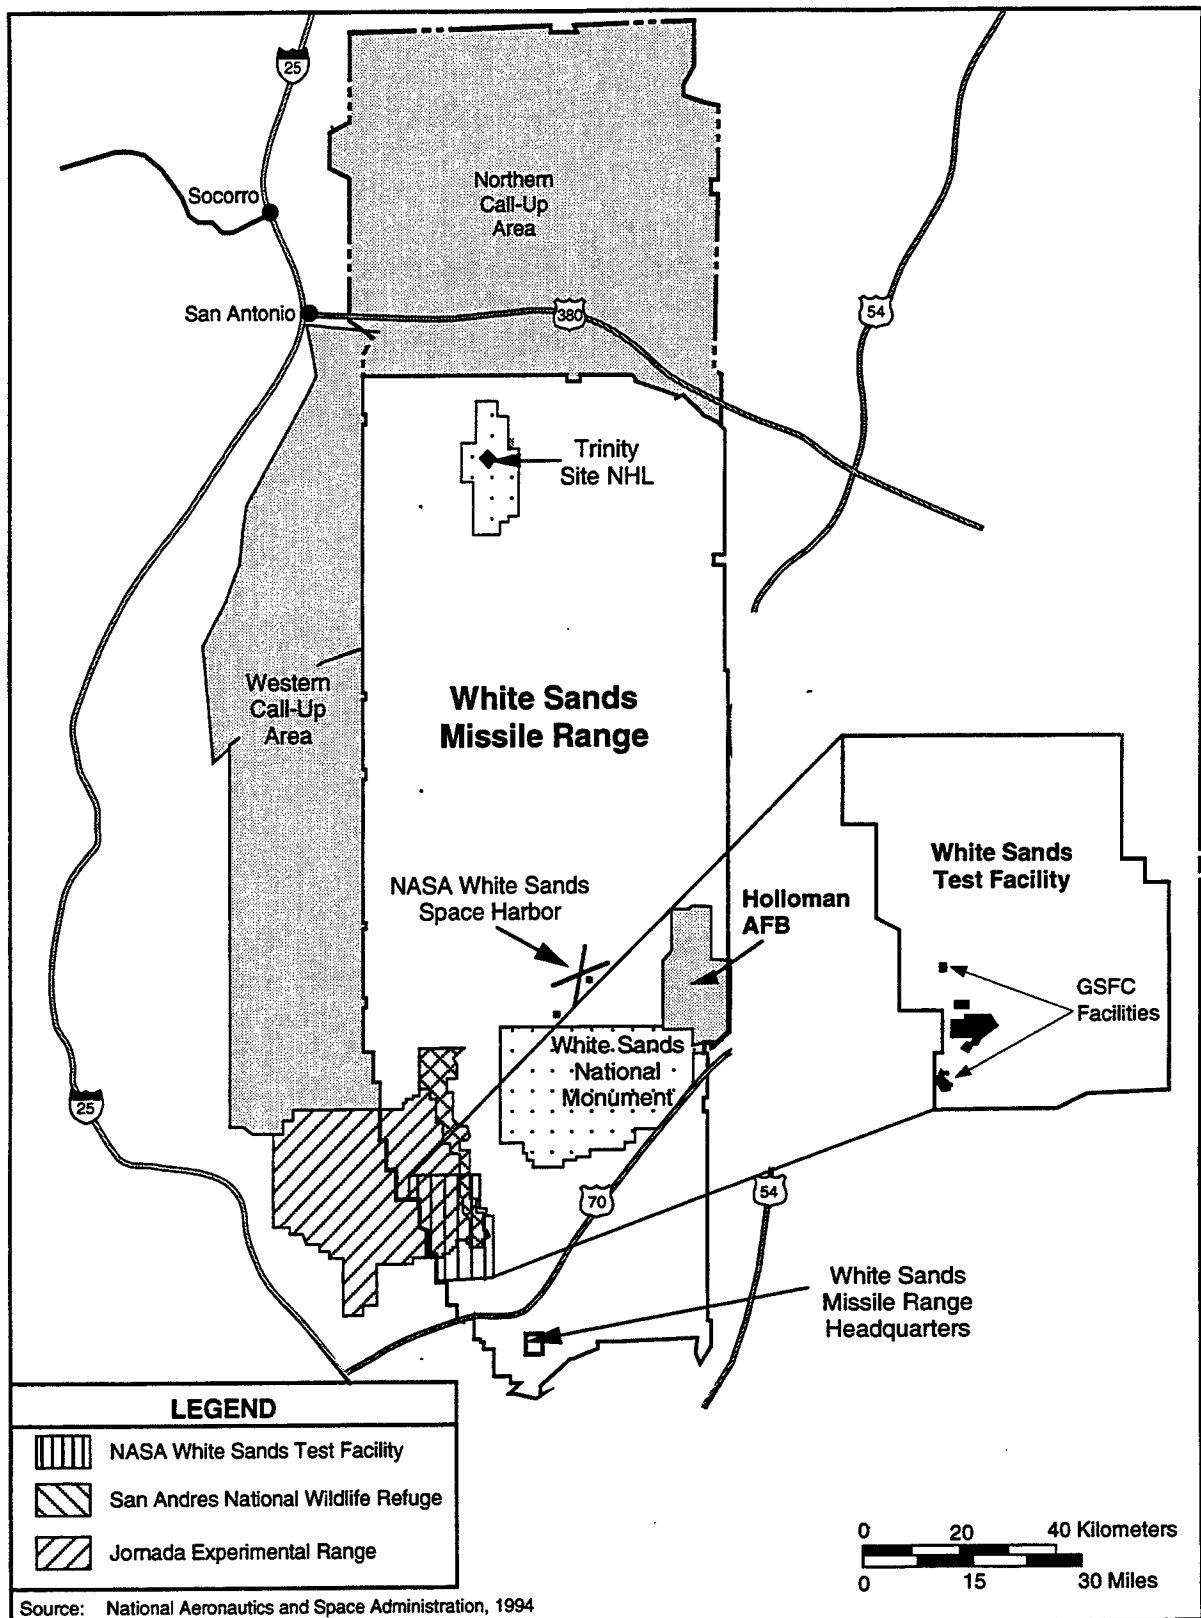 25
Socorro
Northern
Call-Up
Area
San Antonio
380
54
Trinity
Site NHL
Western
Call-Up
Area
White Sands
Missile Range
White Sands
Test Facility
NASA White Sands
Space Harbor
Holloman
AFB
GSFC
Facilities
White Sands
National
Monument
25
70
54
White Sands
Missile Range
Headquarters
LEGEND
NASA White Sands Test Facility
San Andres National Wildlife Refuge
Jornada Experimental Range
0 20 40 Kilometers
0 15 30 Miles
Source: National Aeronautics and Space Administration, 1994